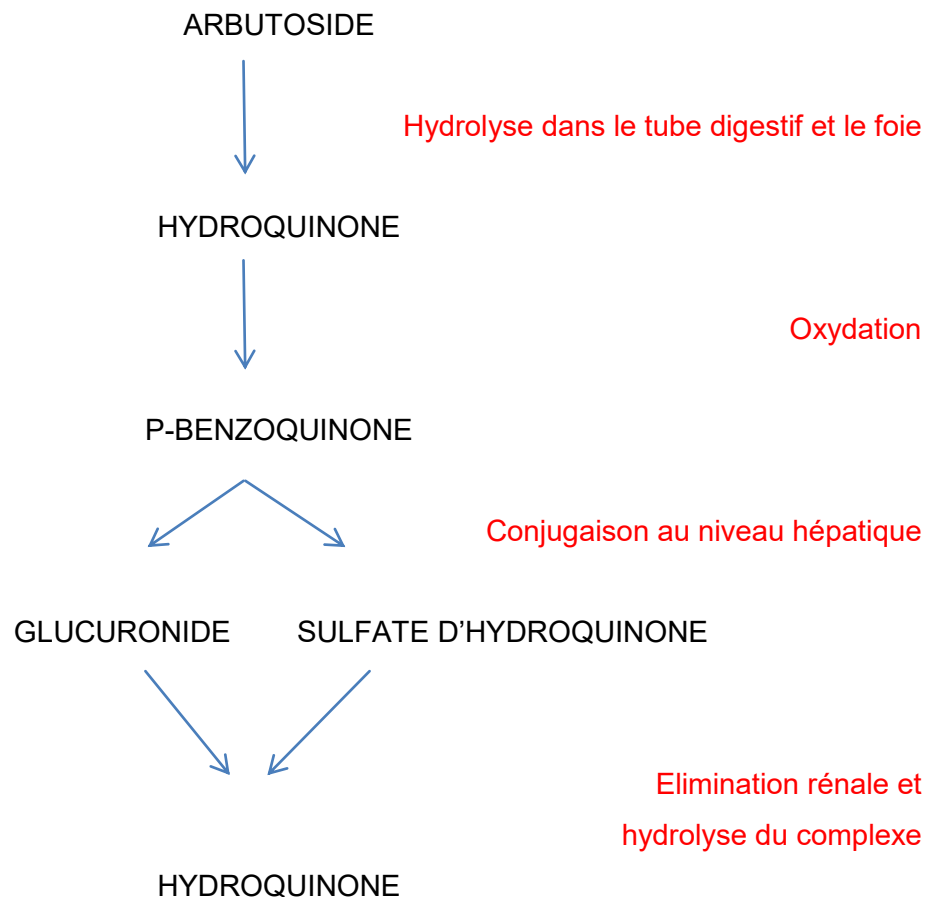 ARBUTOSIDE
Hydrolyse dans le tube digestif et le foie
HYDROQUINONE
Oxydation
P-BENZOQUINONE
Conjugaison au niveau hépatique
GLUCURONIDE SULFATE D’HYDROQUINONE
Elimination rénale et
hydrolyse du complexe
HYDROQUINONE